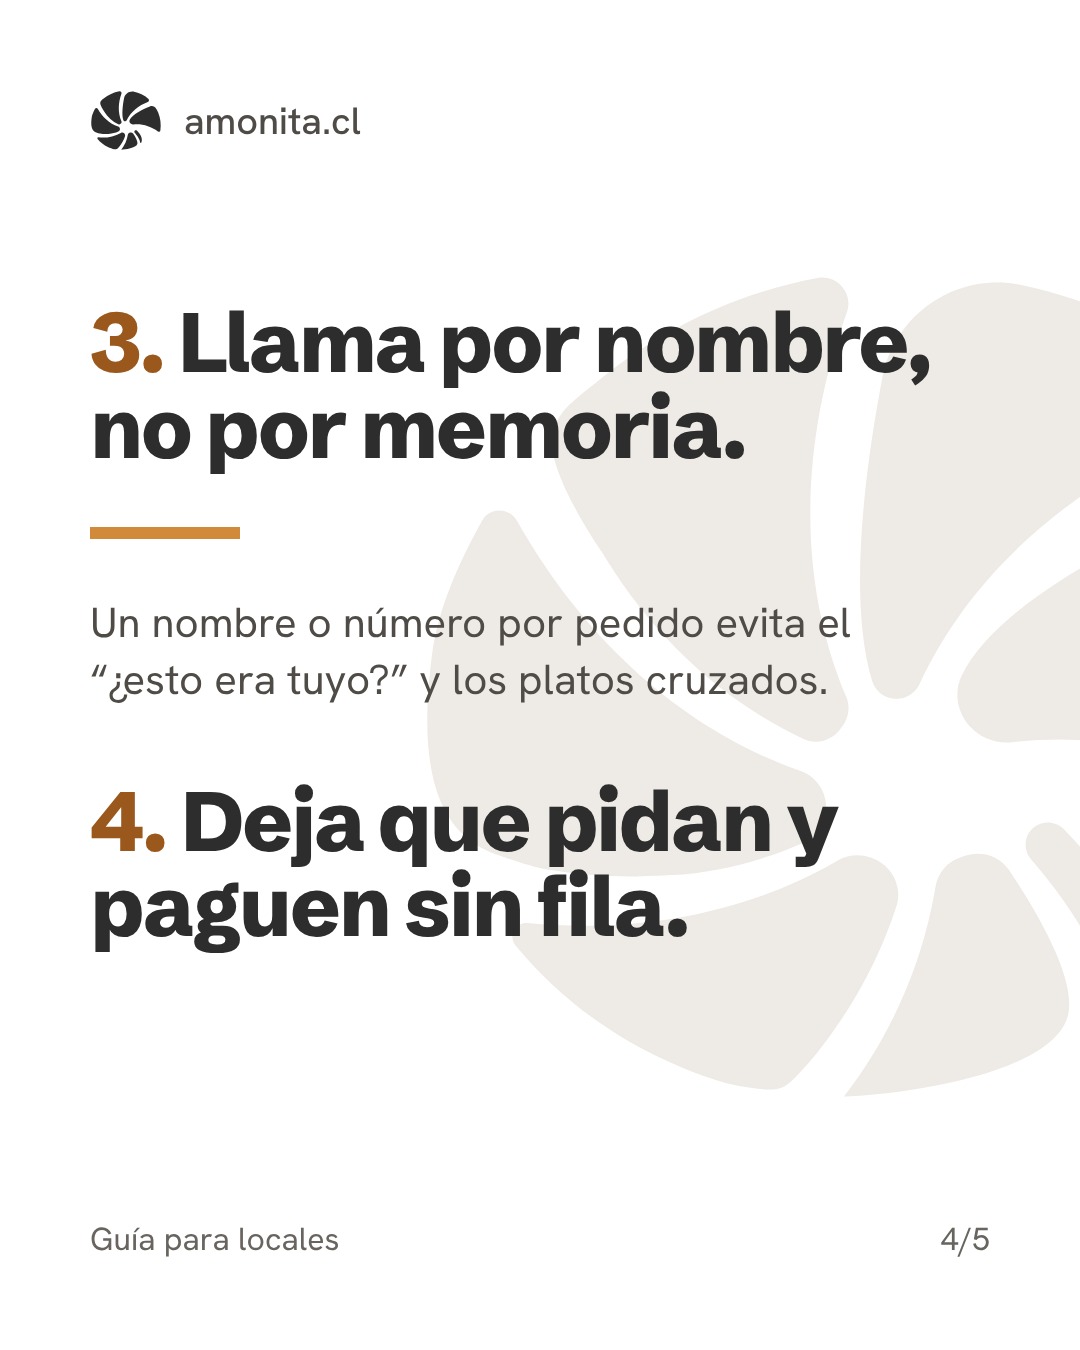 amonita.cl
3. Llama por nombre,
no por memoria.
Un nombre o número por pedido evita el
“¿esto era tuyo?” y los platos cruzados.
4. Deja que pidan y
paguen sin fila.
Guía para locales
4/5